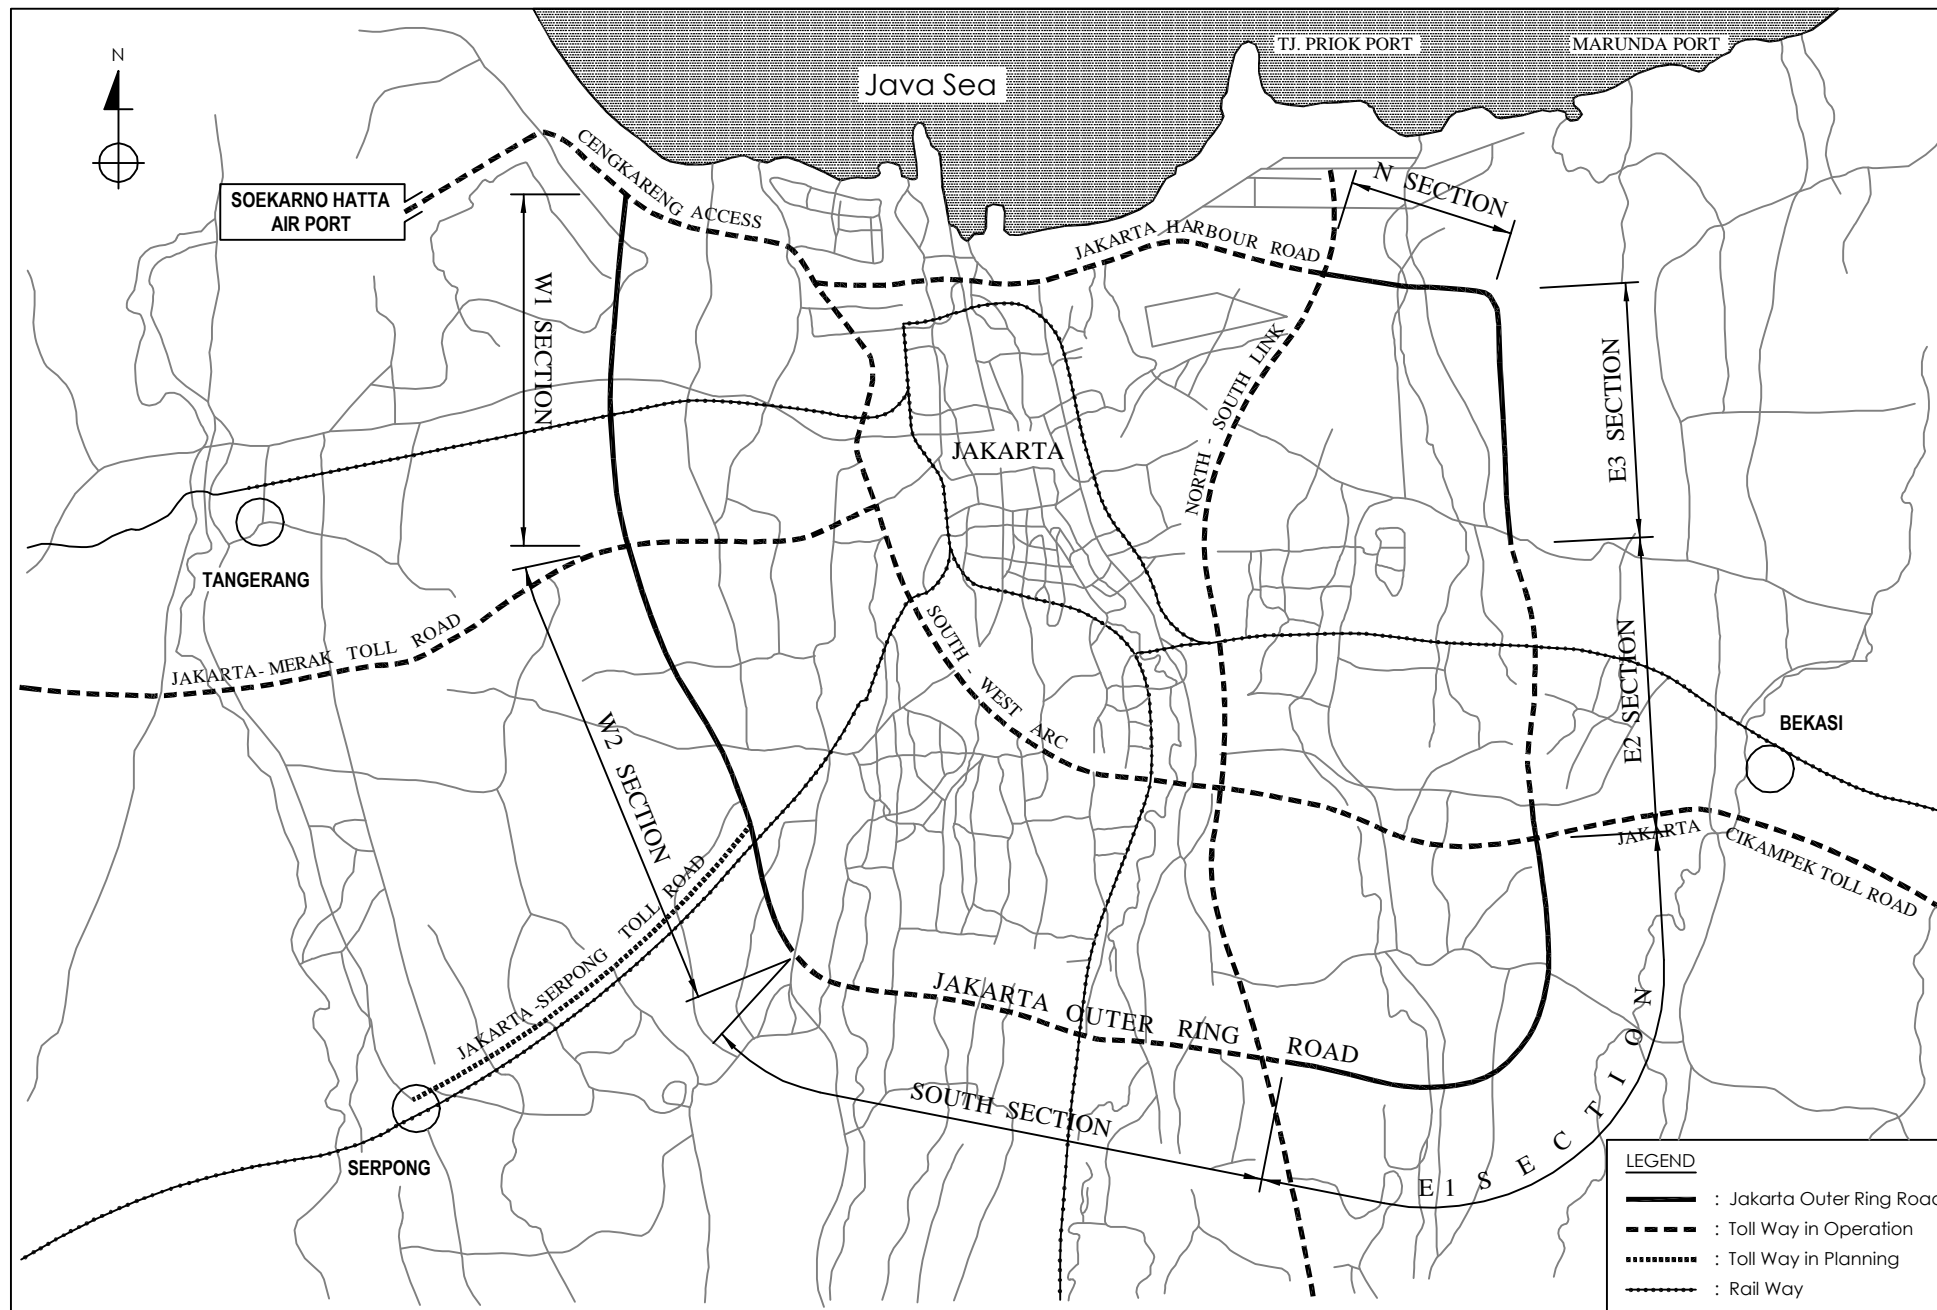 N
TJ. PRIOK PORT
MARUNDA PORT
Java Sea
CENGKARENG ACCESS
N SECTION
SOEKARNO HATTA
AIR PORT
JAKARTA HARBOUR ROAD
W1 SECTION
NORTH - SOUTH LINK
E3 SECTION
JAKARTA
TANGERANG
JAKARTA - MERAK TOLL ROAD
SOUTH - WEST ARC
E2 SECTION
W2 SECTION
BEKASI
JAKARTA CIKAMPEK TOLL ROAD
JAKARTA - SERPONG TOLL ROAD
JAKARTA OUTER RING ROAD
SOUTH SECTION
E1 SECTION
SERPONG
LEGEND
: Jakarta Outer Ring Road
: Toll Way in Operation
: Toll Way in Planning
: Rail Way